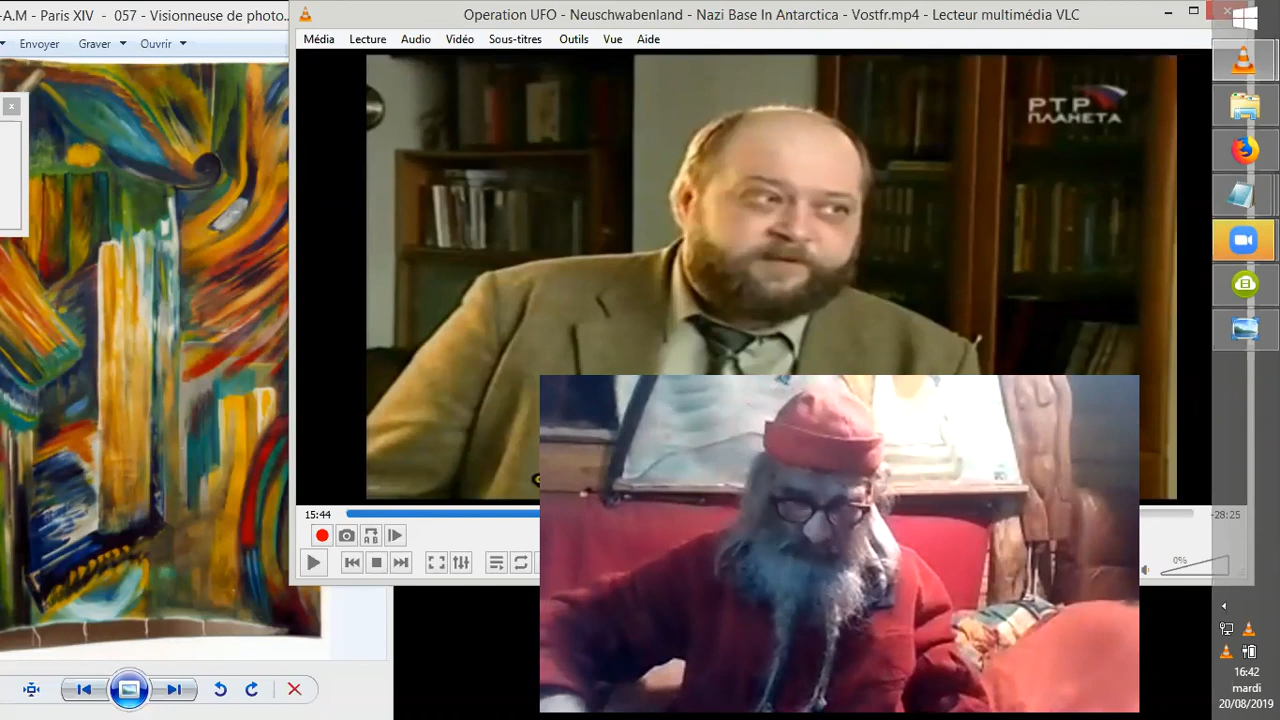 -A.M - Paris XIV - 057 - Visionneuse de photo...
Operation UFO - Neuschwabenland - Nazi Base In Antarctica - Vostfr.mp4 - Lecteur multimédia VLC
Envoyer Graver Ouvrir
Média Lecture Audio Vidéo Sous-titres Outils Vue Aide
РТР
ПЛАНЕТА
15:44
-28:25
A B
0%
16:42
mardi
20/08/2019